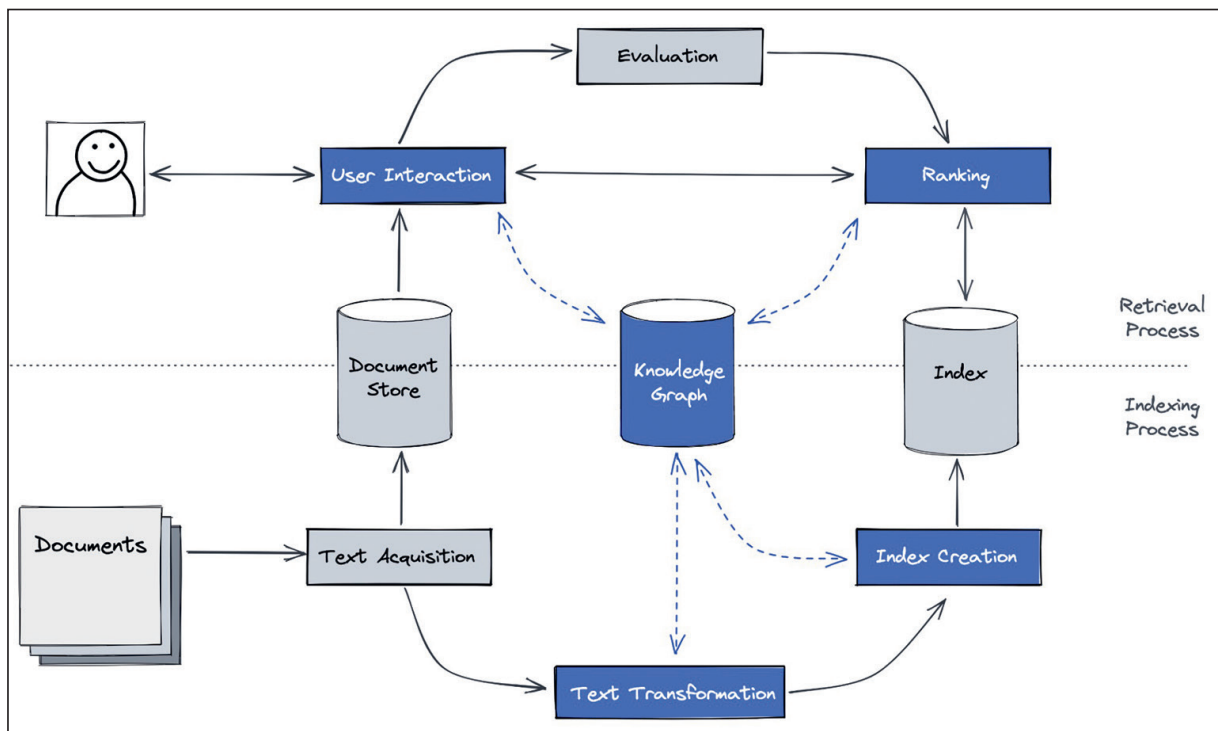 Evaluation
User Interaction
Ranking
Retrieval
Process
Document
Store
Knowledge
Graph
Index
Indexing
Process
Documents
Text Acquisition
Index Creation
Text Transformation